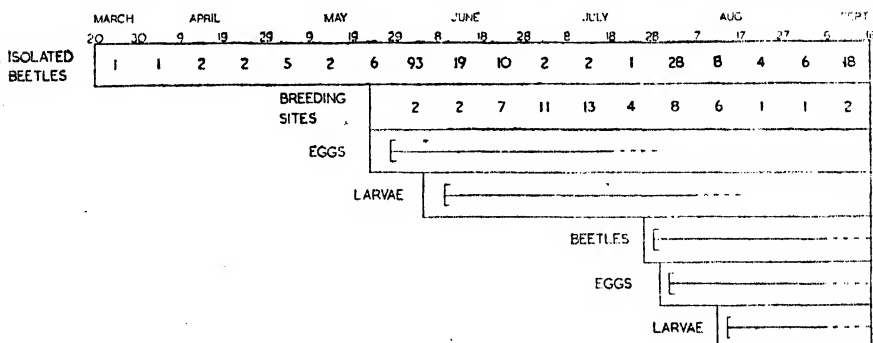 MARCH APRIL MAY JUNE JULY AUG SEPT
20 30 9 19 29 9 19 29 8 18 28 8 18 28 7 17 27 6 16
ISOLATED BEETLES 1 1 2 2 5 2 6 93 19 10 2 2 1 28 8 4 6 18
BREEDING SITES 2 2 7 11 13 4 8 6 1 1 2
EGGS
LARVAE
BEETLES
EGGS
LARVAE